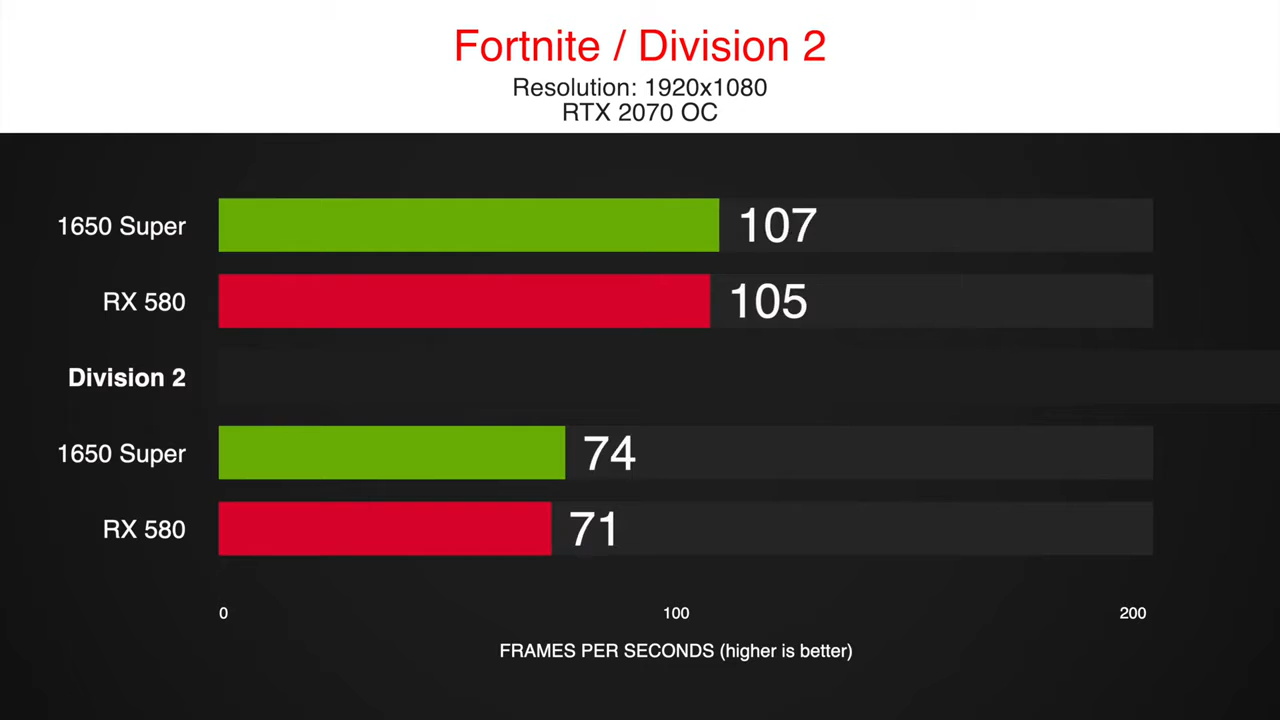 Fortnite / Division 2
Resolution: 1920x1080
RTX 2070 OC
1650 Super 107
RX 580 105
Division 2
1650 Super 74
RX 580 71
0 100 200
FRAMES PER SECONDS (higher is better)